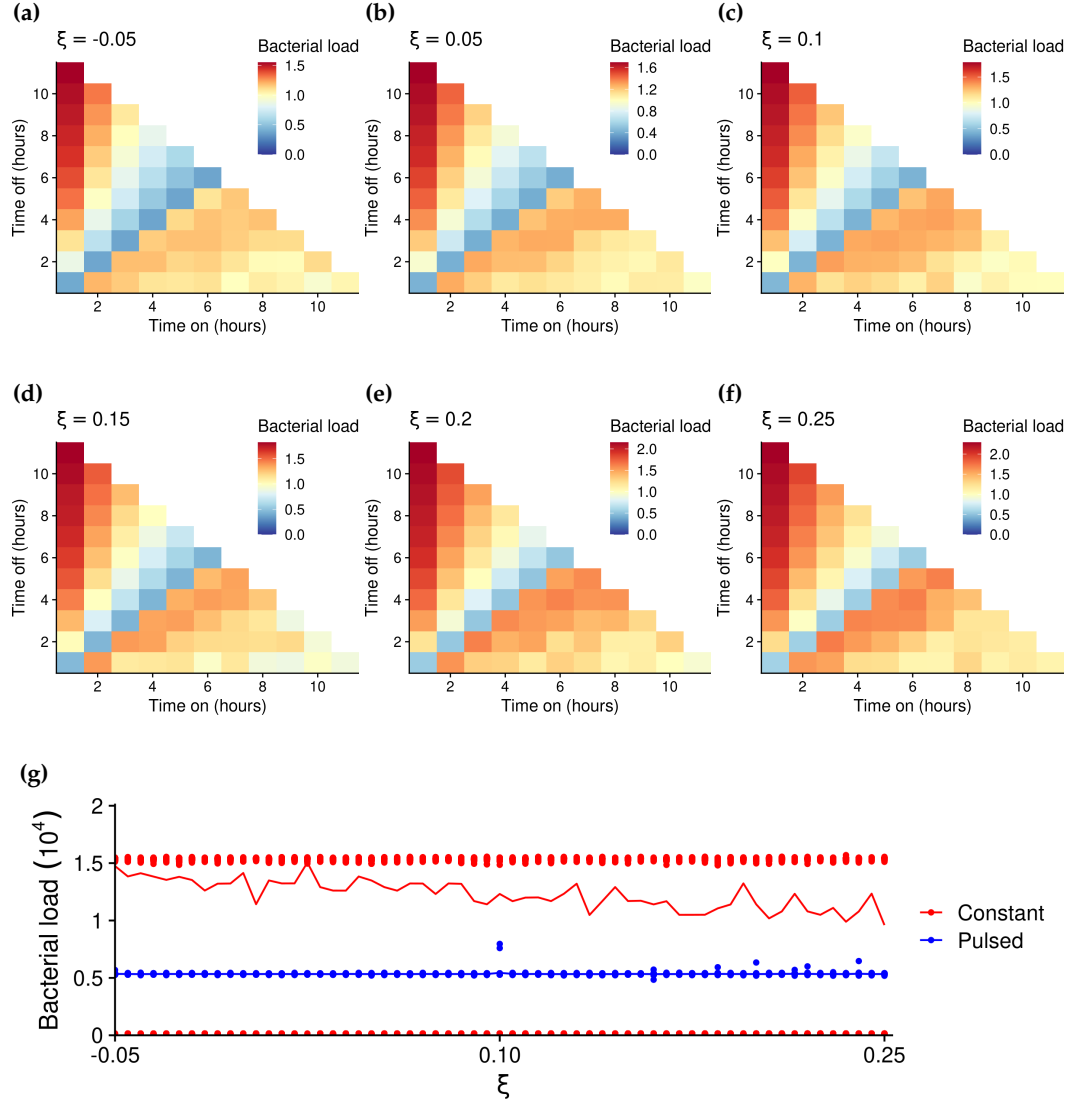 (a)
ξ = -0.05
Bacterial load
1.5
1.0
0.5
0.0
Time off (hours)
10
8
6
4
2
2 4 6 8 10
Time on (hours)
(b)
ξ = 0.05
Bacterial load
1.6
1.2
0.8
0.4
0.0
Time off (hours)
10
8
6
4
2
2 4 6 8 10
Time on (hours)
(c)
ξ = 0.1
Bacterial load
1.5
1.0
0.5
0.0
Time off (hours)
10
8
6
4
2
2 4 6 8 10
Time on (hours)
(d)
ξ = 0.15
Bacterial load
1.5
1.0
0.5
0.0
Time off (hours)
10
8
6
4
2
2 4 6 8 10
Time on (hours)
(e)
ξ = 0.2
Bacterial load
2.0
1.5
1.0
0.5
0.0
Time off (hours)
10
8
6
4
2
2 4 6 8 10
Time on (hours)
(f)
ξ = 0.25
Bacterial load
2.0
1.5
1.0
0.5
0.0
Time off (hours)
10
8
6
4
2
2 4 6 8 10
Time on (hours)
(g)
Bacterial load (10⁴)
2
1.5
1
0.5
0
-0.05 0.10 0.25
ξ
Constant
Pulsed